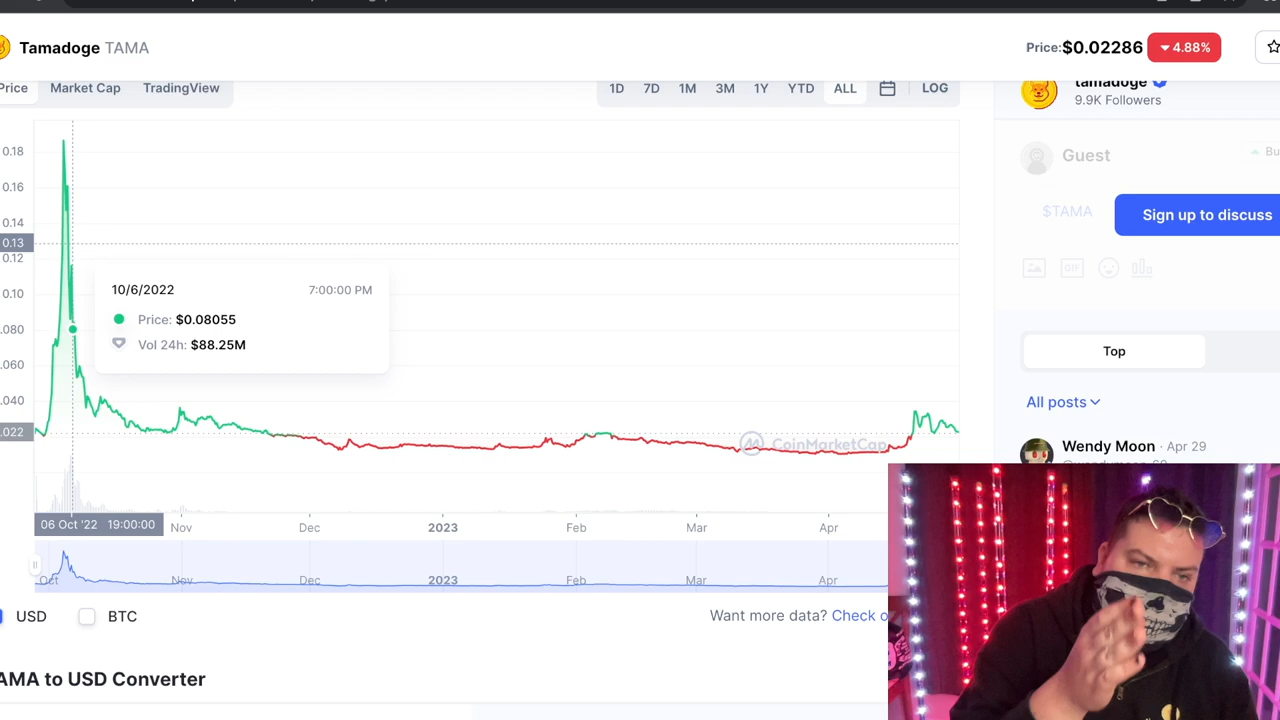 Tamadoge TAMA
Price:$0.02286 4.88%
Price Market Cap TradingView 1D 7D 1M 3M 1Y YTD ALL LOG
tamadoge
9.9K Followers
0.18
0.16
0.14
0.13
0.12
0.10
.080
.060
.040
.022
10/6/2022 7:00:00 PM
Price: $0.08055
Vol 24h: $88.25M
CoinMarketCap
06 Oct '22 19:00:00 Nov Dec 2023 Feb Mar Apr
Oct Nov Dec 2023 Feb Mar Apr
USD BTC
Want more data? Check o
AMA to USD Converter
Guest
Bu
$TAMA
Sign up to discuss
GIF
Top
All posts
Wendy Moon · Apr 29